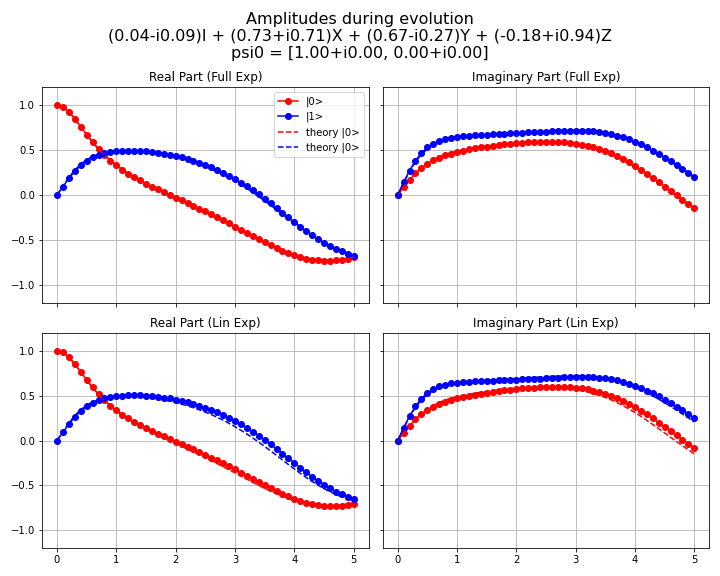 Amplitudes during evolution
(0.04-i0.09)I + (0.73+i0.71)X + (0.67-i0.27)Y + (-0.18+i0.94)Z
psi0 = [1.00+i0.00, 0.00+i0.00]
Real Part (Full Exp)
Imaginary Part (Full Exp)
|0>
|1>
theory |0>
theory |0>
1.0
0.5
0.0
−0.5
−1.0
Real Part (Lin Exp)
Imaginary Part (Lin Exp)
1.0
0.5
0.0
−0.5
−1.0
0 1 2 3 4 5
0 1 2 3 4 5